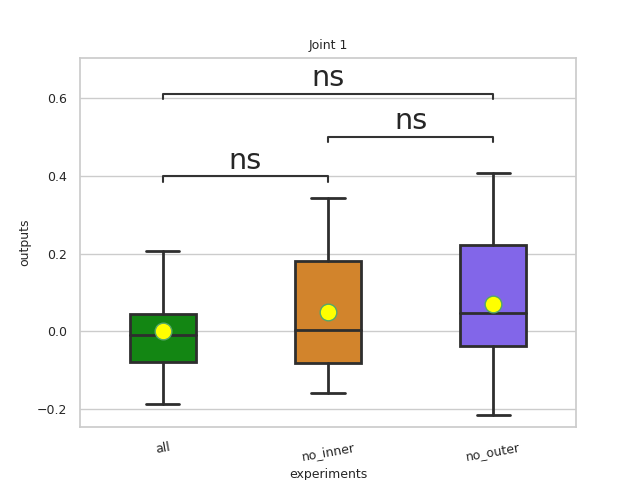 Joint 1
ns
ns
ns
0.6
0.4
0.2
0.0
−0.2
outputs
all
no_inner
no_outer
experiments